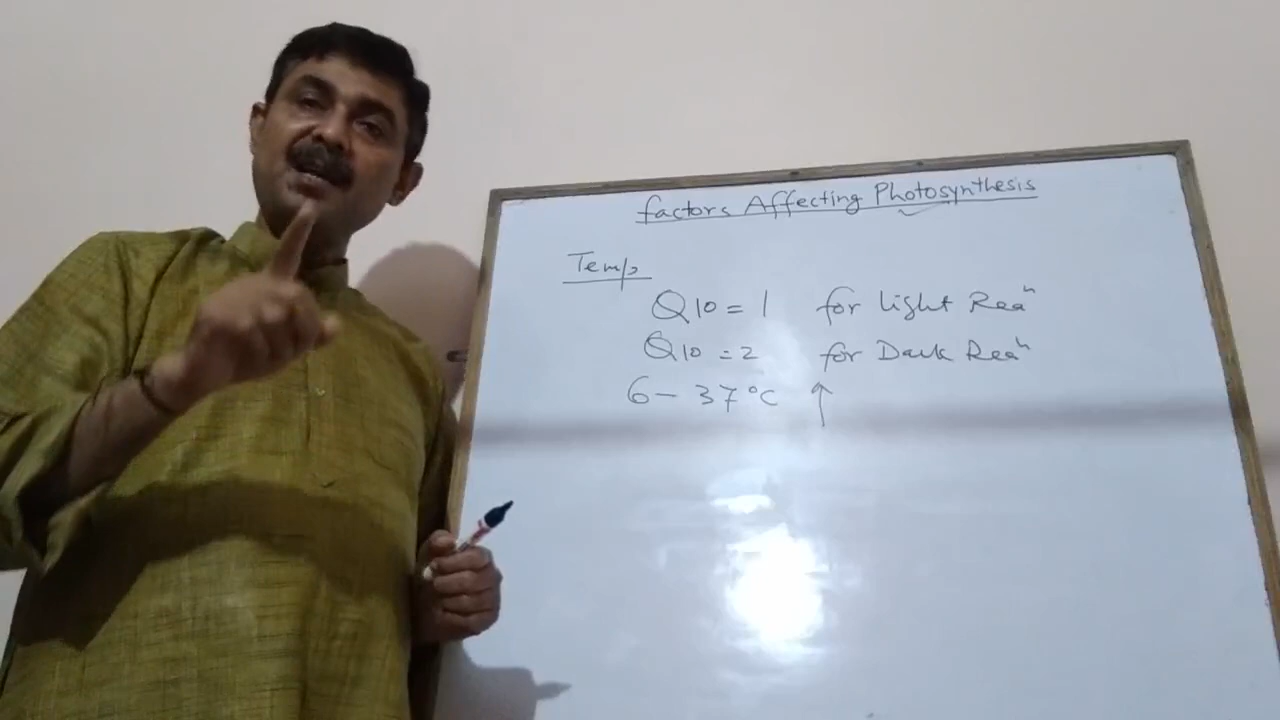 factors Affecting Photosynthesis
Temp
Q10 = 1 for light Reaⁿ
Q10 = 2 for Dark Reaⁿ
6 - 37°C ↑